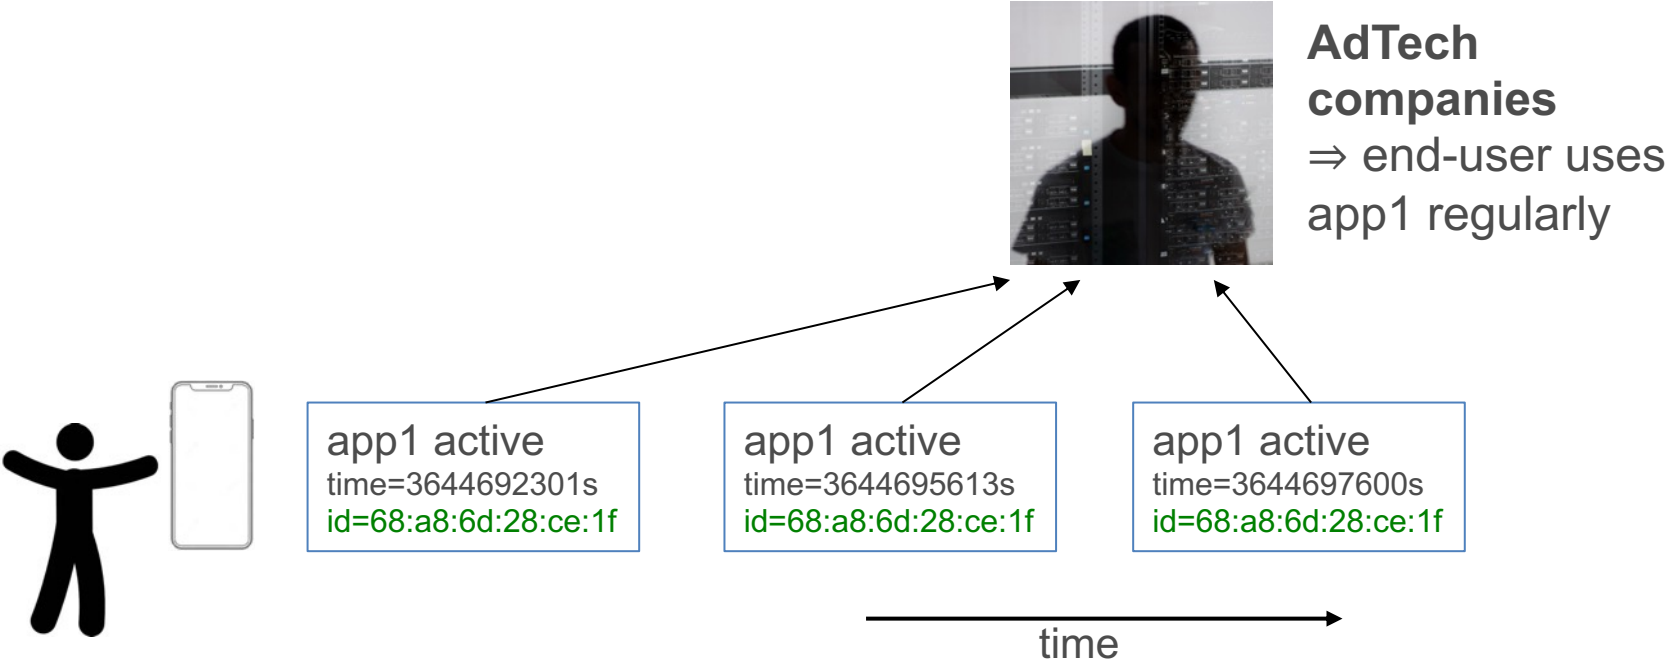 AdTech
companies
⇒ end-user uses
app1 regularly
app1 active
time=3644692301s
id=68:a8:6d:28:ce:1f
app1 active
time=3644695613s
id=68:a8:6d:28:ce:1f
app1 active
time=3644697600s
id=68:a8:6d:28:ce:1f
time